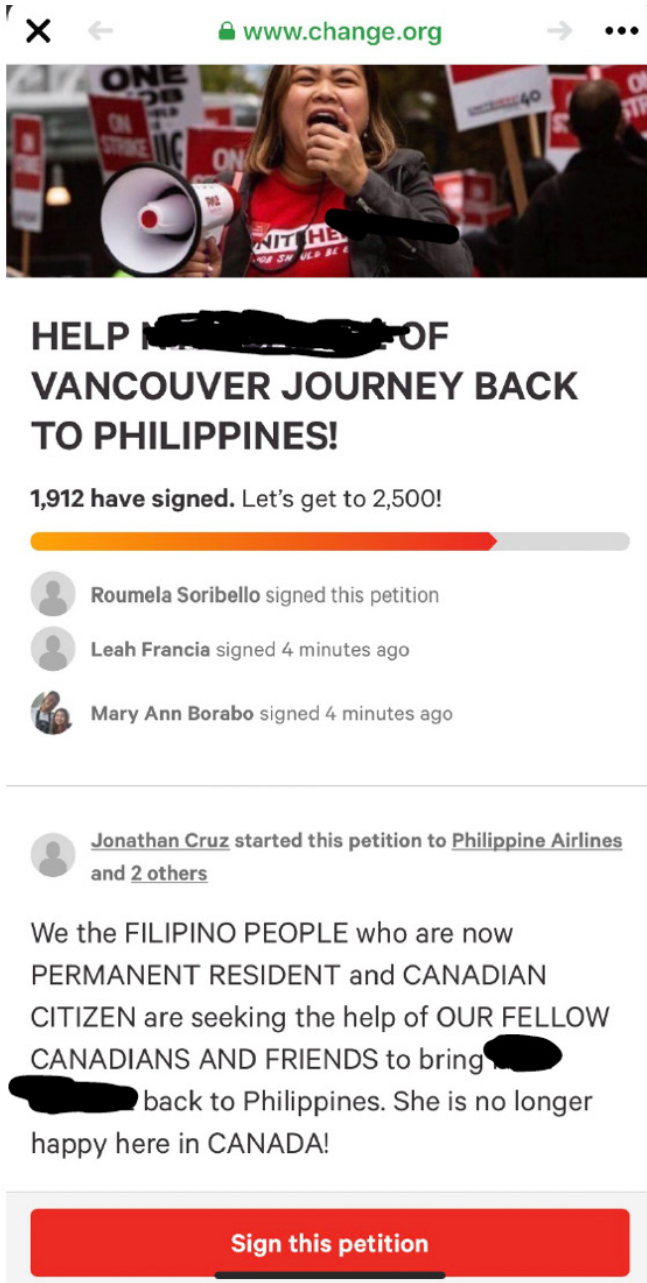 www.change.org
ONE
JOB
ON
STRIKE
ON
HELP OF
VANCOUVER JOURNEY BACK
TO PHILIPPINES!
1,912 have signed. Let's get to 2,500!
Roumela Soribello signed this petition
Leah Francia signed 4 minutes ago
Mary Ann Borabo signed 4 minutes ago
Jonathan Cruz started this petition to Philippine Airlines
and 2 others
We the FILIPINO PEOPLE who are now
PERMANENT RESIDENT and CANADIAN
CITIZEN are seeking the help of OUR FELLOW
CANADIANS AND FRIENDS to bring
back to Philippines. She is no longer
happy here in CANADA!
Sign this petition